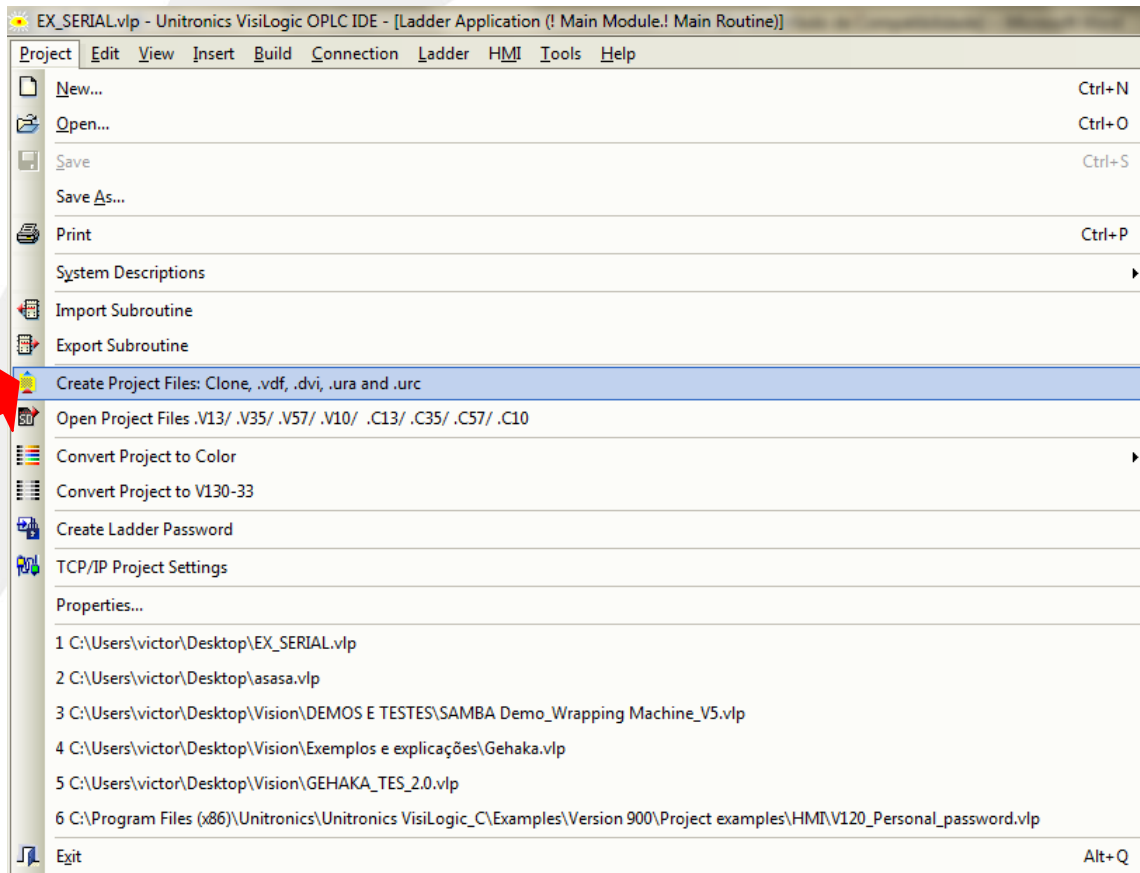 EX_SERIAL.vlp - Unitronics VisiLogic OPLC IDE - [Ladder Application (! Main Module.! Main Routine)]
Project Edit View Insert Build Connection Ladder HMI Tools Help
New... Ctrl+N
Open... Ctrl+O
Save Ctrl+S
Save As...
Print Ctrl+P
System Descriptions
Import Subroutine
Export Subroutine
Create Project Files: Clone, .vdf, .dvi, .ura and .urc
SD Open Project Files .V13/ .V35/ .V57/ .V10/ .C13/ .C35/ .C57/ .C10
Convert Project to Color
Convert Project to V130-33
Create Ladder Password
TCP/IP Project Settings
Properties...
1 C:\Users\victor\Desktop\EX_SERIAL.vlp
2 C:\Users\victor\Desktop\asasa.vlp
3 C:\Users\victor\Desktop\Vision\DEMOS E TESTES\SAMBA Demo_Wrapping Machine_V5.vlp
4 C:\Users\victor\Desktop\Vision\Exemplos e explicações\Gehaka.vlp
5 C:\Users\victor\Desktop\Vision\GEHAKA_TES_2.0.vlp
6 C:\Program Files (x86)\Unitronics\Unitronics VisiLogic_C\Examples\Version 900\Project examples\HMI\V120_Personal_password.vlp
Exit Alt+Q